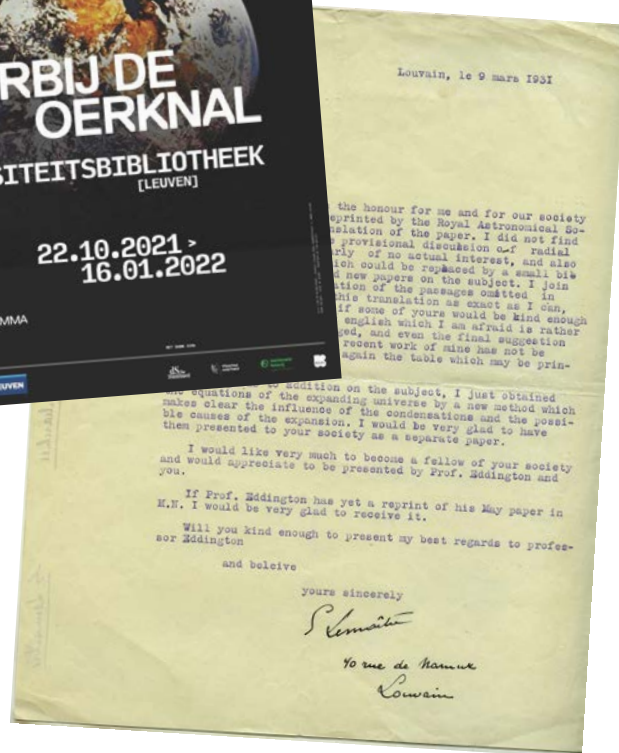 RBIJ DE
OERKNAL
SITEITSBIBLIOTHEEK
[LEUVEN]
22.10.2021 >
16.01.2022
MMA
EUVEN
Louvain, le 9 mars 1931
the honour for me and for our society
eprinted by the Royal Astronomical So-
nslation of the paper. I did not find
provisional discussion of radial
rly of no actual interest, and also
ich could be replaced by a small bib
d new papers on the subject. I join
ation of the passages omitted in
this translation as exact as I can,
if some of yours would be kind enough
english which I am afraid is rather
ged, and even the final suggestion
recent work of mine has not be
again the table which may be prin-
to addition on the subject, I just obtained
equations of the expanding universe by a new method which
makes clear the influence of the condensations and the possi-
ble causes of the expansion. I would be very glad to have
them presented to your society as a separate paper.
I would like very much to become a fellow of your society
and would appreciate to be presented by Prof. Eddington and
you.
If Prof. Eddington has yet a reprint of his May paper in
M.N. I would be very glad to receive it.
Will you kind enough to present my best regards to profes-
sor Eddington
and beleive
yours sincerely
G Lemaître
40 rue de Namur
Louvain